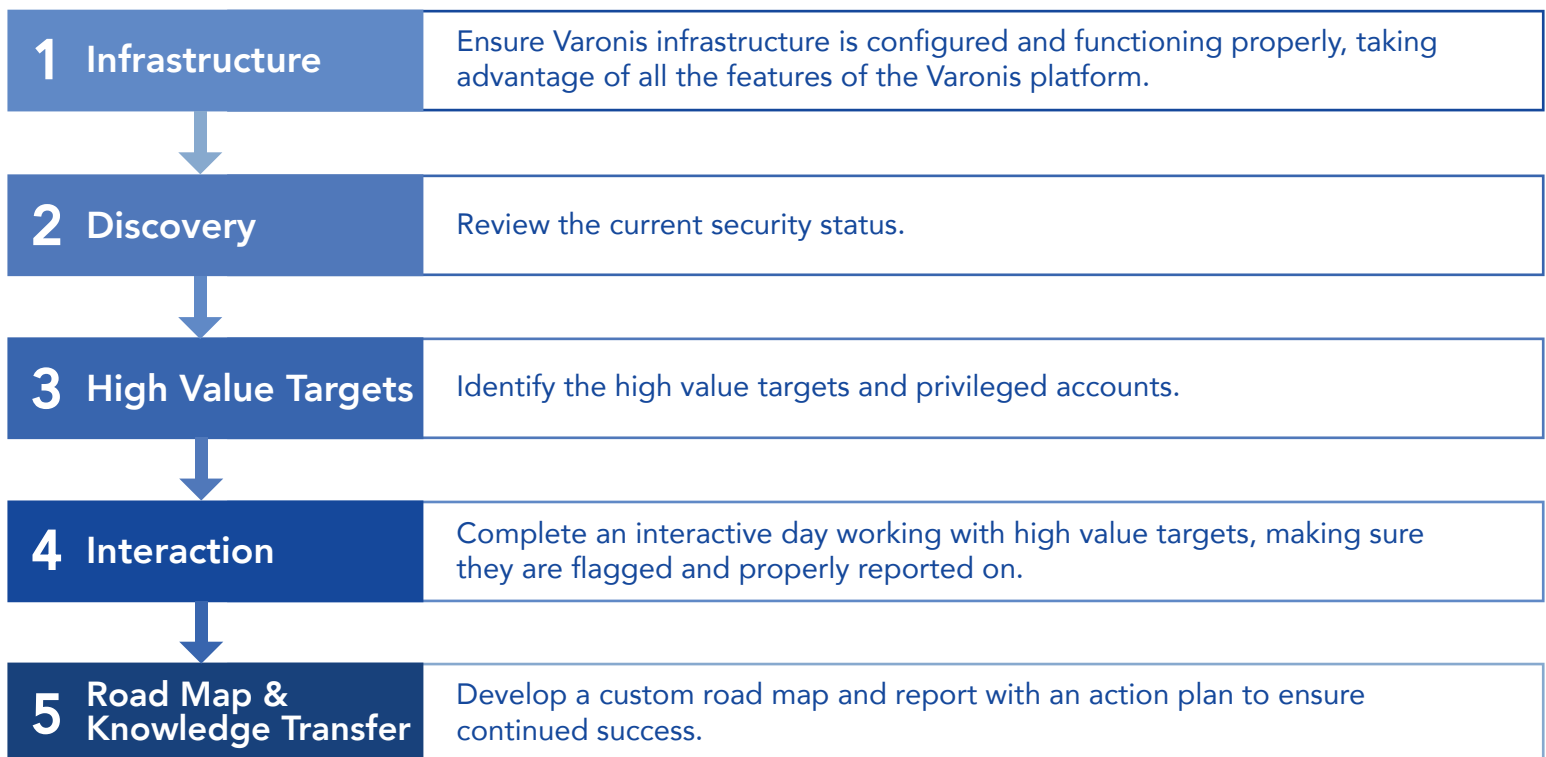 1 Infrastructure
Ensure Varonis infrastructure is configured and functioning properly, taking
advantage of all the features of the Varonis platform.
2 Discovery
Review the current security status.
3 High Value Targets
Identify the high value targets and privileged accounts.
4 Interaction
Complete an interactive day working with high value targets, making sure
they are flagged and properly reported on.
5 Road Map &
Knowledge Transfer
Develop a custom road map and report with an action plan to ensure
continued success.